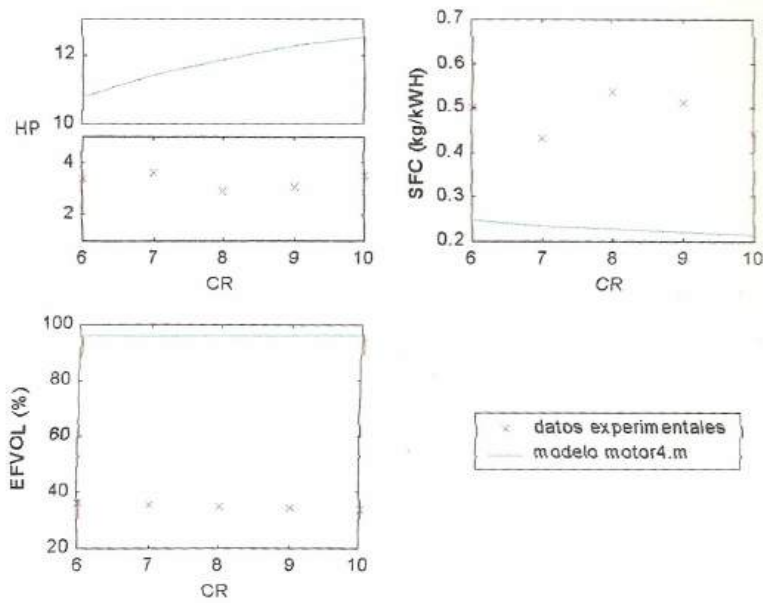 12
10
HP
4
2
6 7 8 9 10
CR
0.7
0.6
0.5
0.4
0.3
0.2
SFC (kg/kWH)
6 7 8 9 10
CR
100
80
60
40
20
EFVOL (%)
6 7 8 9 10
CR
datos experimentales
modelo motor4.m